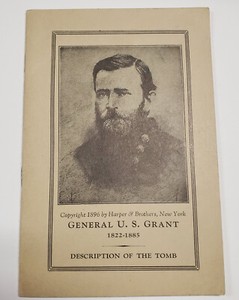 Copyright 1896 by Harper & Brothers, New York
GENERAL U. S. GRANT
1822-1885
DESCRIPTION OF THE TOMB